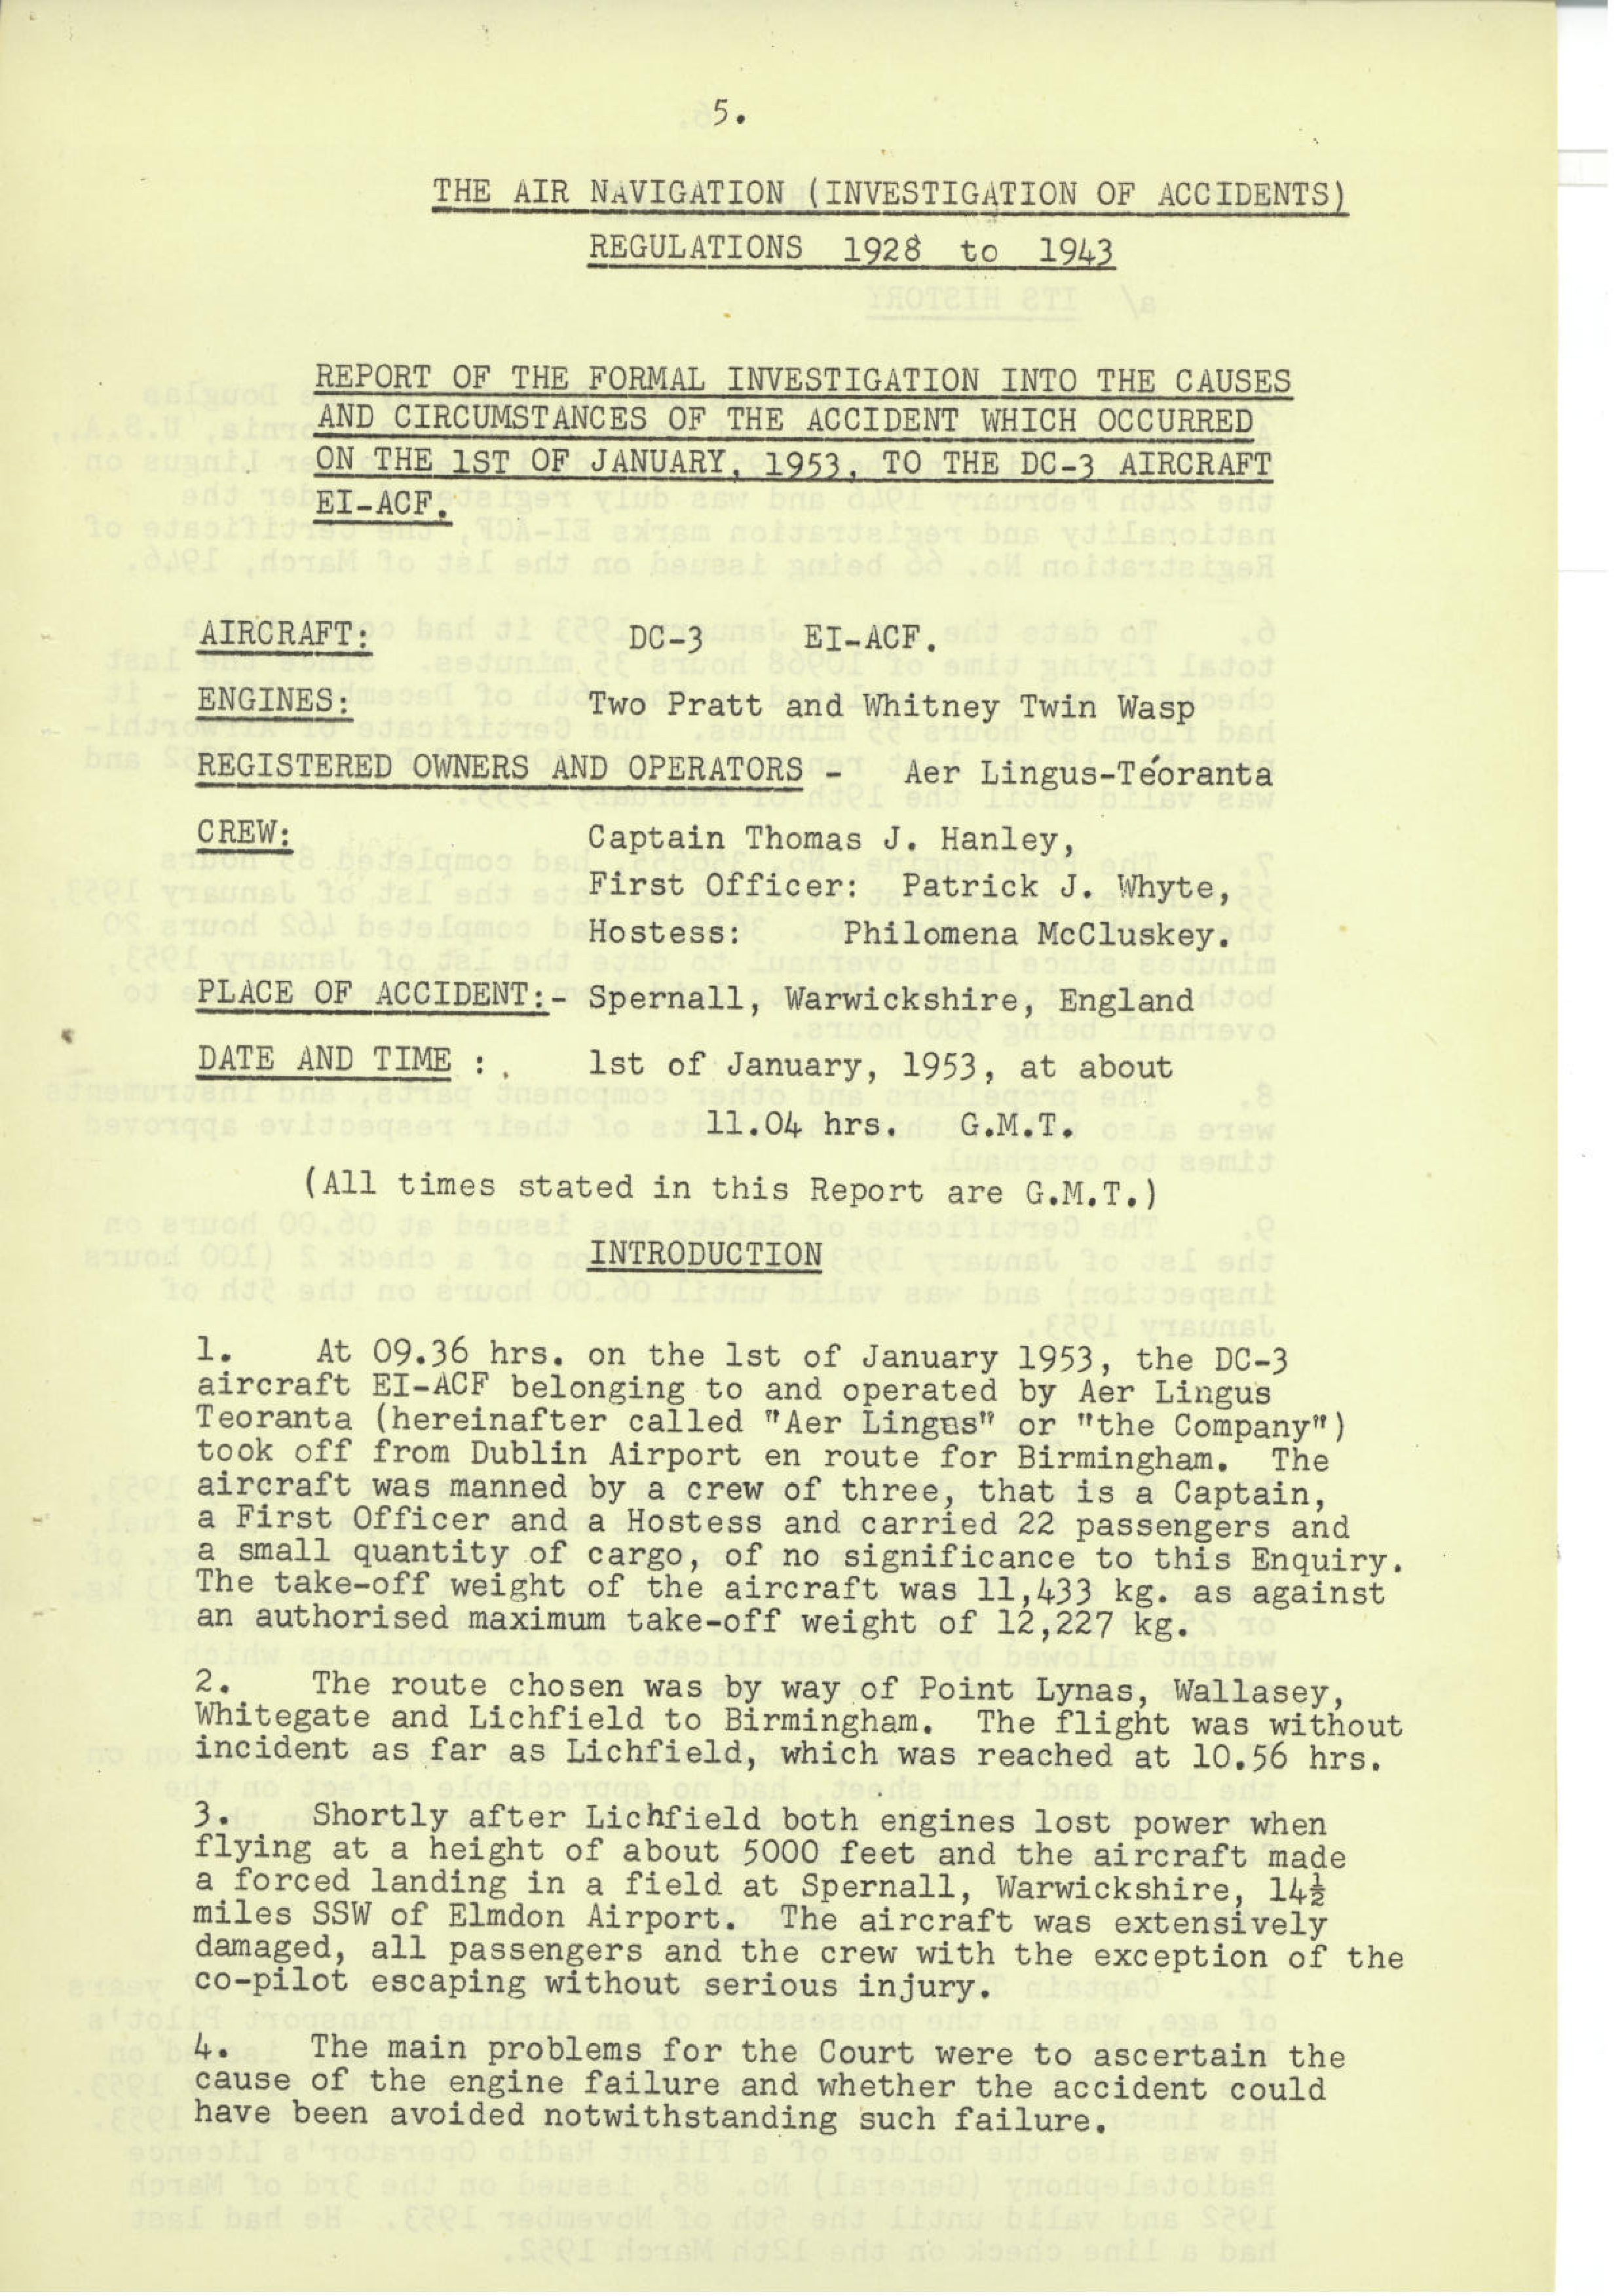 5.
THE AIR NAVIGATION (INVESTIGATION OF ACCIDENTS)
REGULATIONS 1928 to 1943
REPORT OF THE FORMAL INVESTIGATION INTO THE CAUSES
AND CIRCUMSTANCES OF THE ACCIDENT WHICH OCCURRED
ON THE 1ST OF JANUARY, 1953, TO THE DC-3 AIRCRAFT
EI-ACF.
AIRCRAFT: DC-3 EI-ACF.
ENGINES: Two Pratt and Whitney Twin Wasp
REGISTERED OWNERS AND OPERATORS - Aer Lingus-Téoranta
CREW: Captain Thomas J. Hanley,
First Officer: Patrick J. Whyte,
Hostess: Philomena McCluskey.
PLACE OF ACCIDENT:- Spernall, Warwickshire, England
DATE AND TIME : . 1st of January, 1953, at about
11.04 hrs. G.M.T.
(All times stated in this Report are G.M.T.)
INTRODUCTION
1. At 09.36 hrs. on the 1st of January 1953, the DC-3
aircraft EI-ACF belonging to and operated by Aer Lingus
Teoranta (hereinafter called "Aer Lingus" or "the Company")
took off from Dublin Airport en route for Birmingham. The
aircraft was manned by a crew of three, that is a Captain,
a First Officer and a Hostess and carried 22 passengers and
a small quantity of cargo, of no significance to this Enquiry.
The take-off weight of the aircraft was 11,433 kg. as against
an authorised maximum take-off weight of 12,227 kg.
2. The route chosen was by way of Point Lynas, Wallasey,
Whitegate and Lichfield to Birmingham. The flight was without
incident as far as Lichfield, which was reached at 10.56 hrs.
3. Shortly after Lichfield both engines lost power when
flying at a height of about 5000 feet and the aircraft made
a forced landing in a field at Spernall, Warwickshire, 14½
miles SSW of Elmdon Airport. The aircraft was extensively
damaged, all passengers and the crew with the exception of the
co-pilot escaping without serious injury.
4. The main problems for the Court were to ascertain the
cause of the engine failure and whether the accident could
have been avoided notwithstanding such failure.